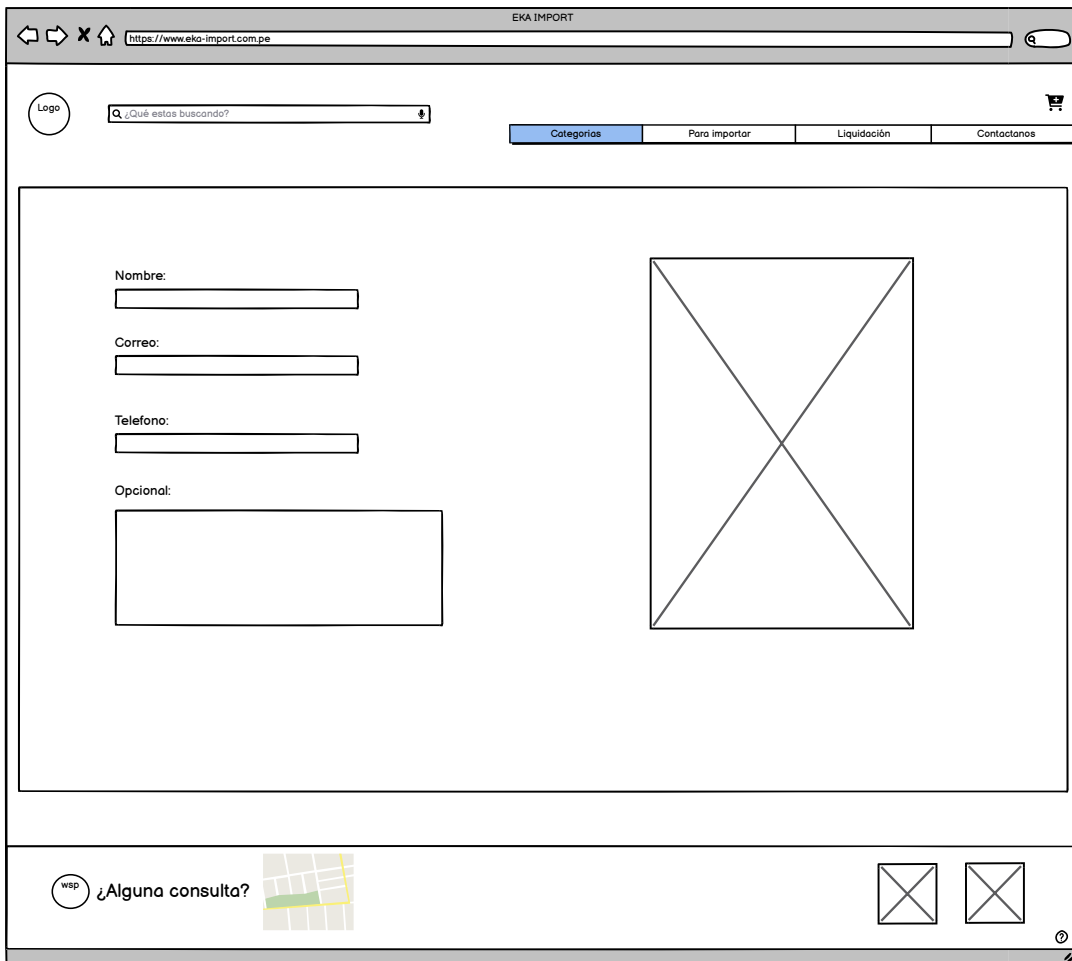 EKA IMPORT
https://www.eka-import.com.pe
Logo
¿Qué estas buscando?
Categorias
Para importar
Liquidación
Contactanos
Nombre:
Correo:
Telefono:
Opcional:
wsp
¿Alguna consulta?
?